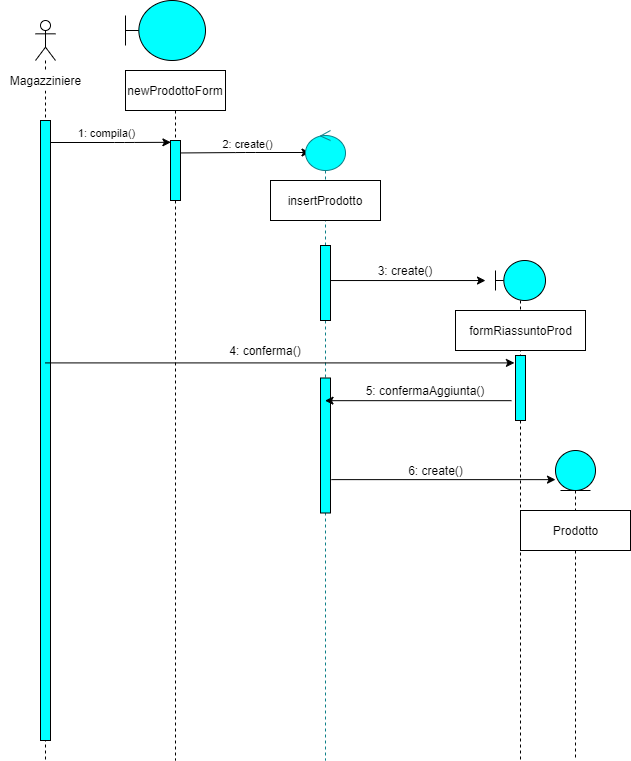 Magazziniere
newProdottoForm
1: compila()
2: create()
insertProdotto
3: create()
formRiassuntoProd
4: conferma()
5: confermaAggiunta()
6: create()
Prodotto